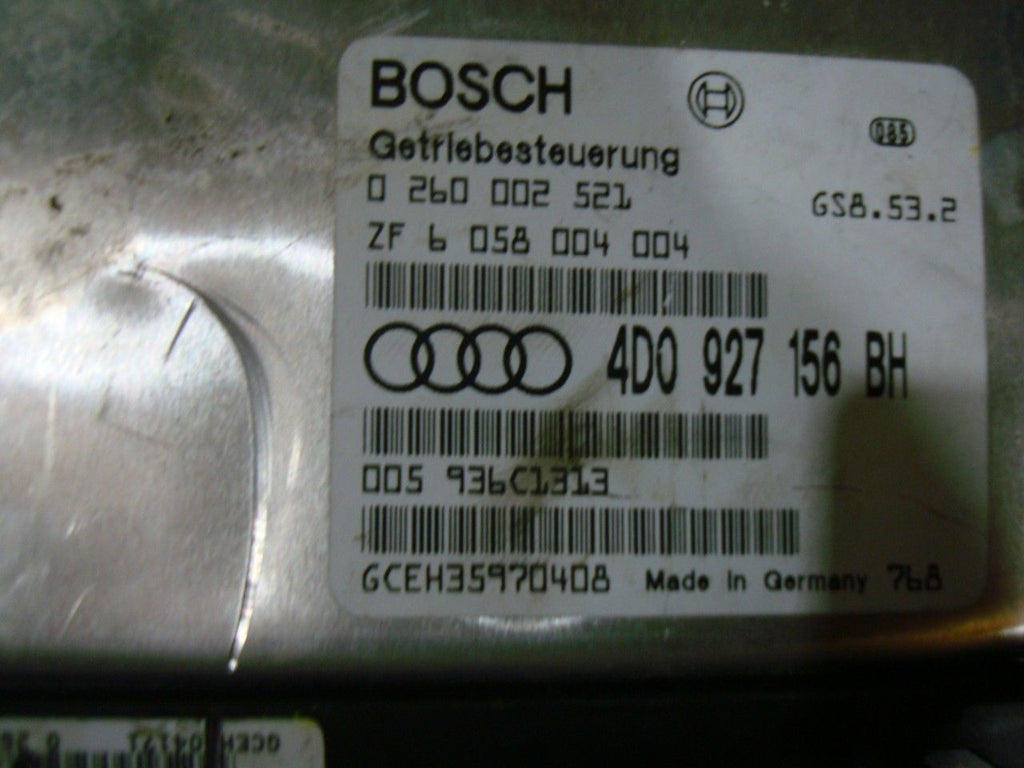 BOSCH
085
Getriebesteuerung
0 260 002 521
GS8.53.2
ZF 6 058 004 004
4D0 927 156 BH
005 936C1313
GCEH35970408 Made in Germany 768